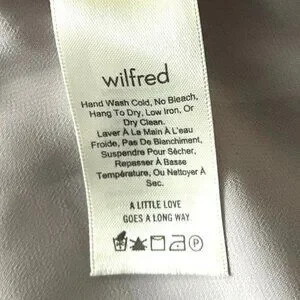 wilfred
Hand Wash Cold, No Bleach,
Hang To Dry, Low Iron, Or
Dry Clean.
Laver À La Main À L'eau
Froide, Pas De Blanchiment,
Suspendre Pour Sécher,
Repasser À Basse
Température, Ou Nettoyer À
Sec.
A LITTLE LOVE
GOES A LONG WAY
P